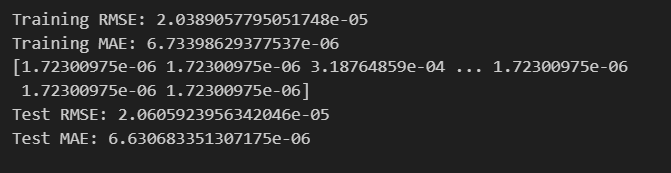 Training RMSE: 2.0389057795051748e-05
Training MAE: 6.73398629377537e-06
[1.72300975e-06 1.72300975e-06 3.18764859e-04 ... 1.72300975e-06
 1.72300975e-06 1.72300975e-06]
Test RMSE: 2.0605923956342046e-05
Test MAE: 6.630683351307175e-06